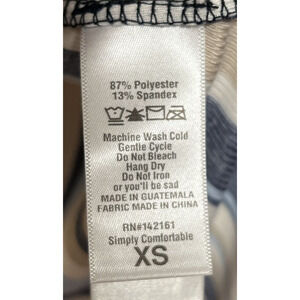 87% Polyester
13% Spandex
Machine Wash Cold
Gentle Cycle
Do Not Bleach
Hang Dry
Do Not Iron
or you'll be sad
MADE IN GUATEMALA
FABRIC MADE IN CHINA
RN#142161
Simply Comfortable
XS